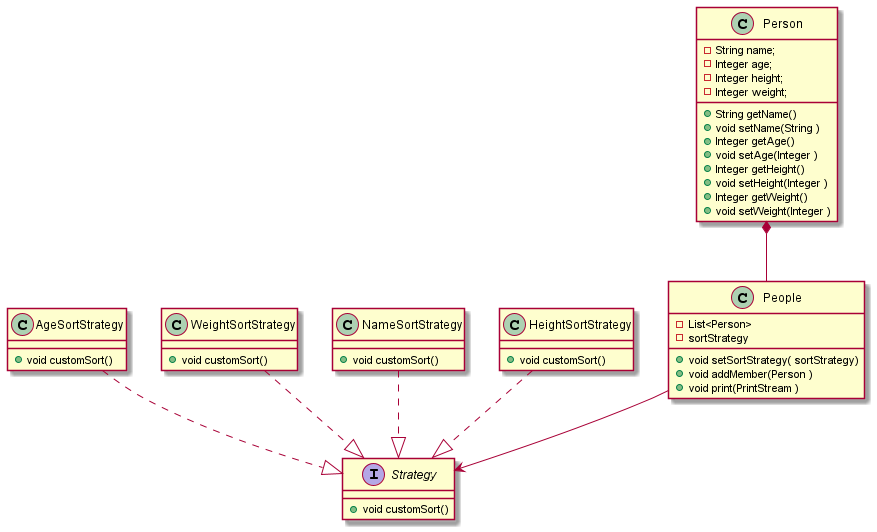 C Person
String name;
Integer age;
Integer height;
Integer weight;
String getName()
void setName(String )
Integer getAge()
void setAge(Integer )
Integer getHeight()
void setHeight(Integer )
Integer getWeight()
void setWeight(Integer )
C People
List<Person>
sortStrategy
void setSortStrategy( sortStrategy)
void addMember(Person )
void print(PrintStream )
C AgeSortStrategy
void customSort()
C WeightSortStrategy
void customSort()
C NameSortStrategy
void customSort()
C HeightSortStrategy
void customSort()
I Strategy
void customSort()